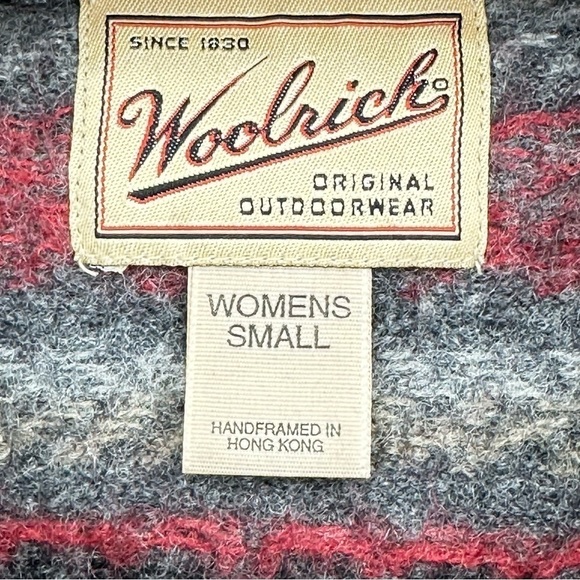 SINCE 1830
Woolrich
ORIGINAL
OUTDOORWEAR
WOMENS
SMALL
HANDFRAMED IN
HONG KONG